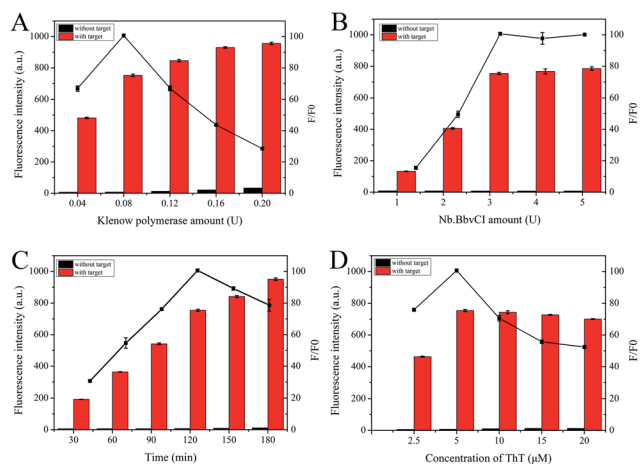 A
without target
with target
Fluorescence intensity (a.u.)
1000
800
600
400
200
0
100
80
60
40
20
0
F/F0
0.04 0.08 0.12 0.16 0.20
Klenow polymerase amount (U)
B
without target
with target
Fluorescence intensity (a.u.)
1000
800
600
400
200
0
100
80
60
40
20
0
F/F0
1 2 3 4 5
Nb.BbvCI amount (U)
C
without target
with target
Fluorescence intensity (a.u.)
1000
800
600
400
200
0
100
80
60
40
20
0
F/F0
30 60 90 120 150 180
Time (min)
D
without target
with target
Fluorescence intensity (a.u.)
1000
800
600
400
200
0
100
80
60
40
20
0
F/F0
2.5 5 10 15 20
Concentration of ThT (μM)